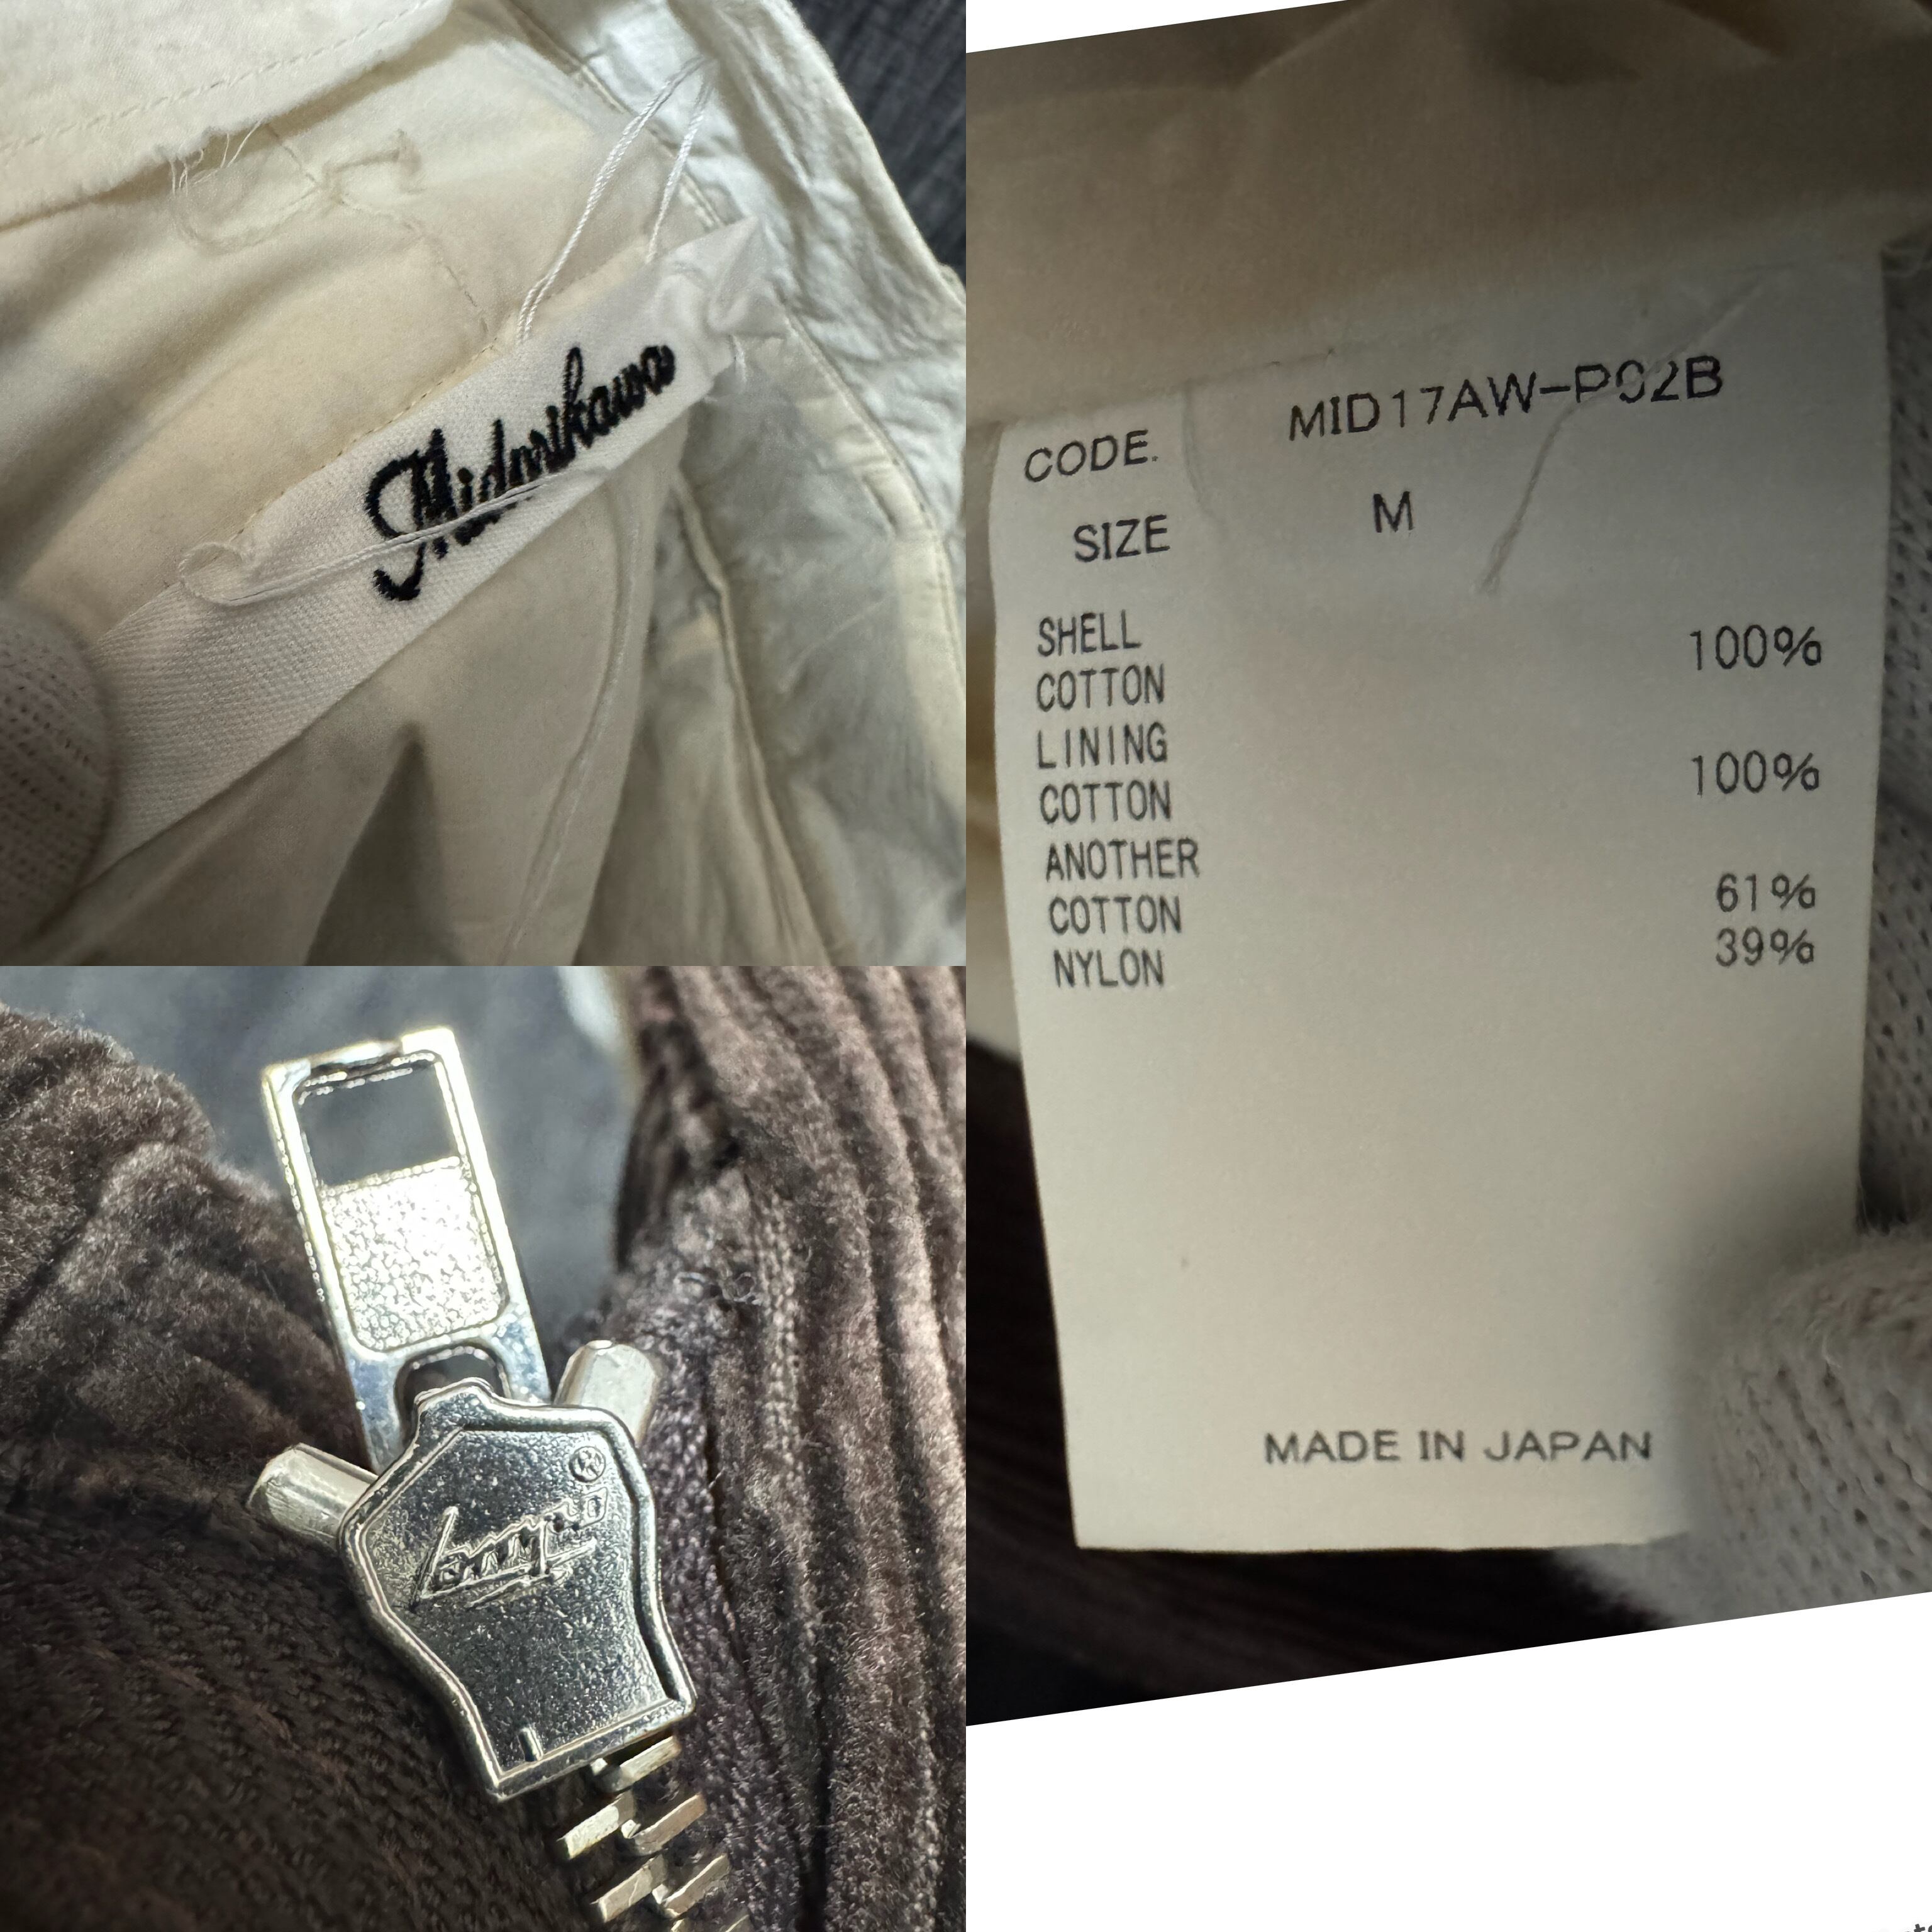 Midorikawa
CODE. MID17AW-P02B
SIZE M
SHELL
COTTON 100%
LINING
COTTON 100%
ANOTHER
COTTON 61%
NYLON 39%
MADE IN JAPAN
lampo®